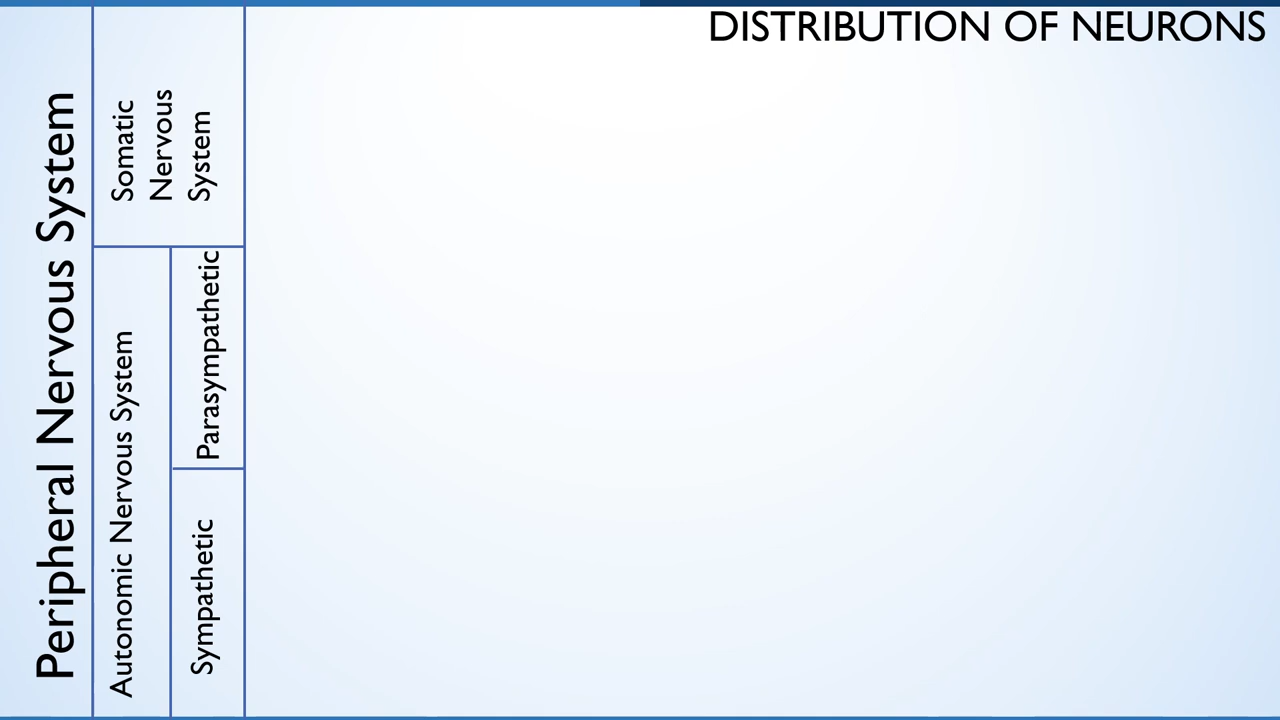 DISTRIBUTION OF NEURONS
Peripheral Nervous System
Somatic
Nervous
System
Autonomic Nervous System
Parasympathetic
Sympathetic